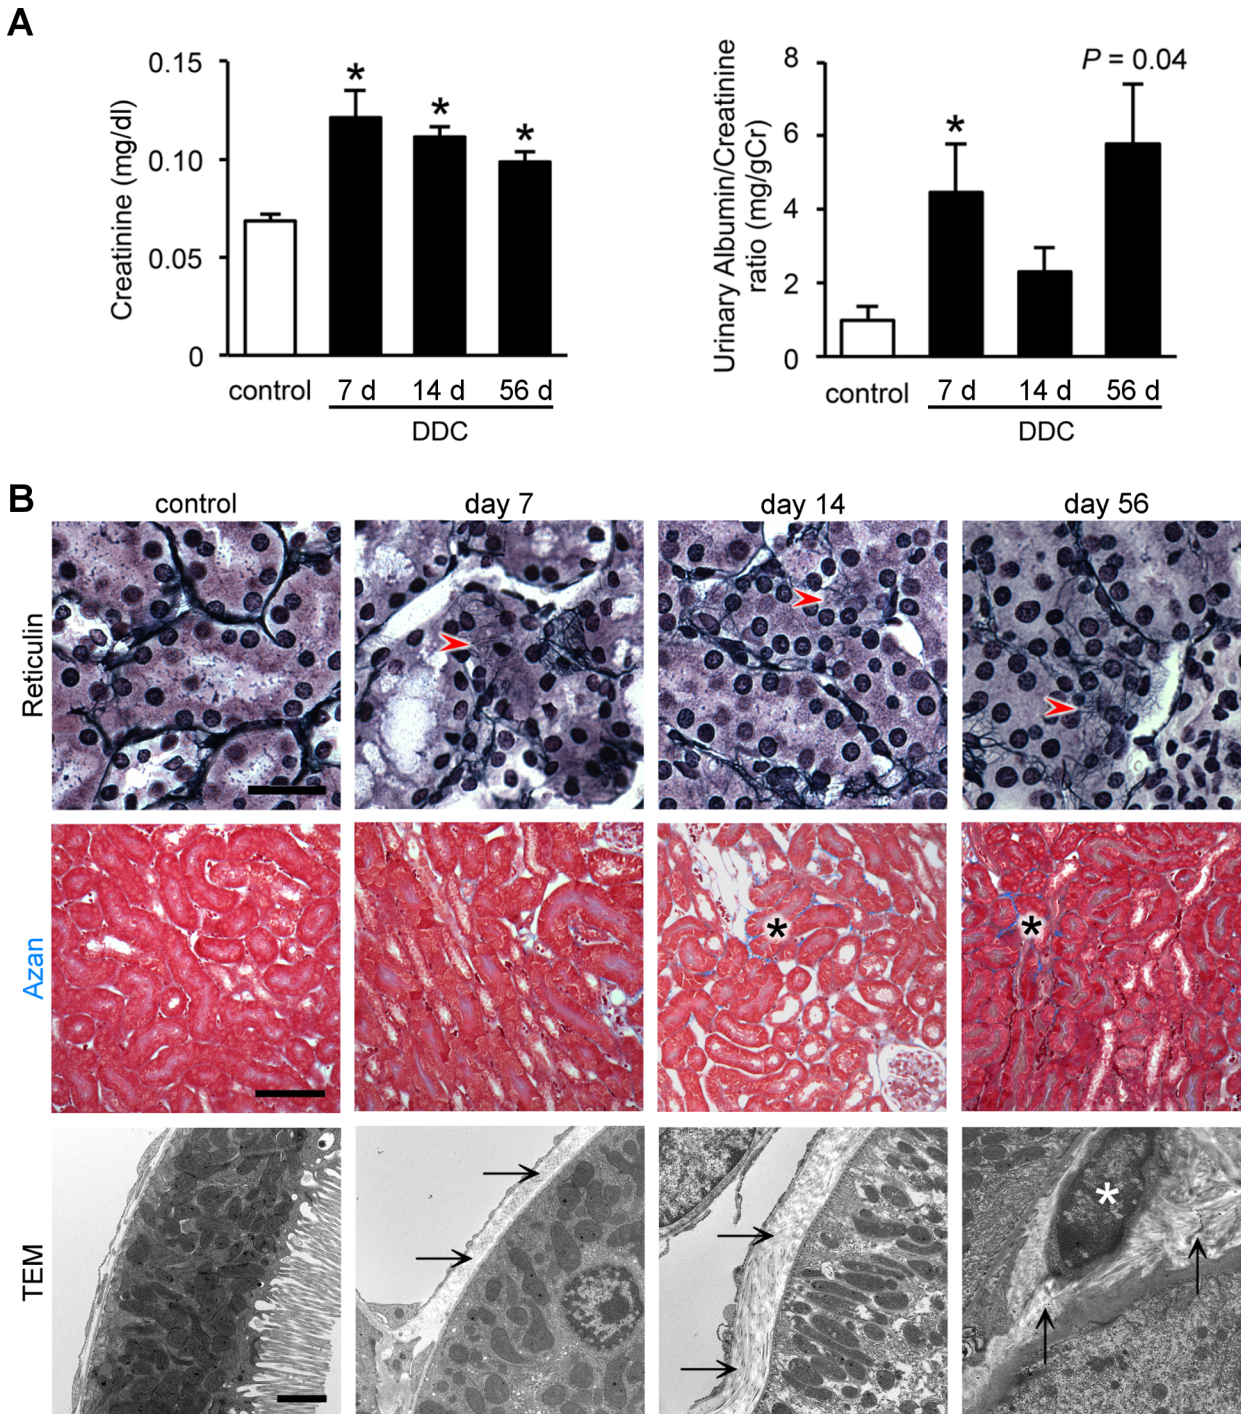 A
Creatinine (mg/dl)
0.15
0.10
0.05
0
*
*
*
control
7 d
14 d
56 d
DDC
Urinary Albumin/Creatinine
ratio (mg/gCr)
8
6
4
2
0
*
P = 0.04
control
7 d
14 d
56 d
DDC
B
control
day 7
day 14
day 56
Reticulin
Azan
*
*
TEM
*